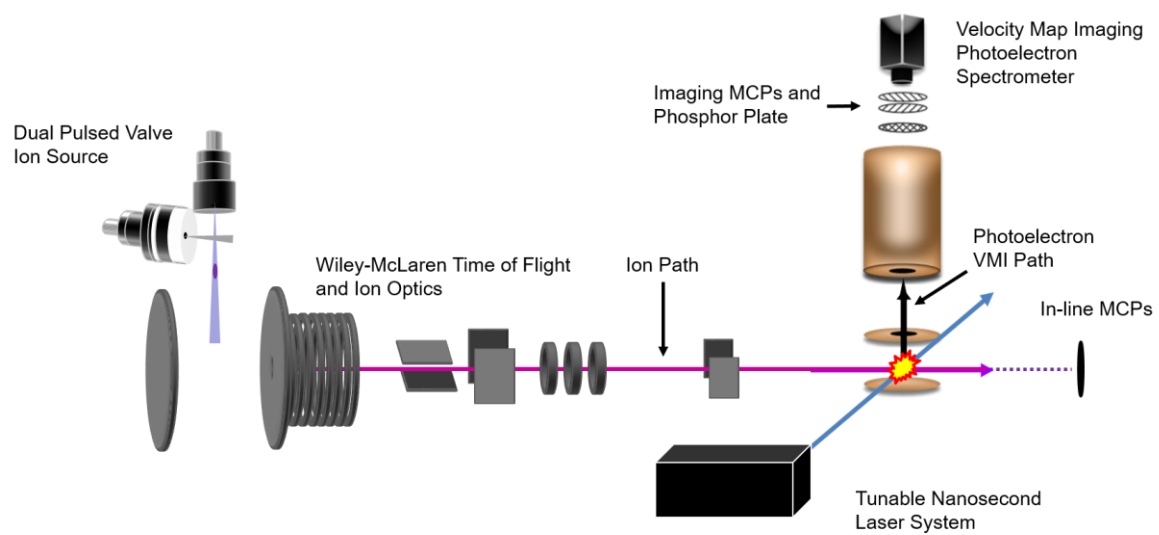 Velocity Map Imaging
Photoelectron
Spectrometer
Imaging MCPs and
Phosphor Plate
Dual Pulsed Valve
Ion Source
Wiley-McLaren Time of Flight
and Ion Optics
Ion Path
Photoelectron
VMI Path
In-line MCPs
Tunable Nanosecond
Laser System